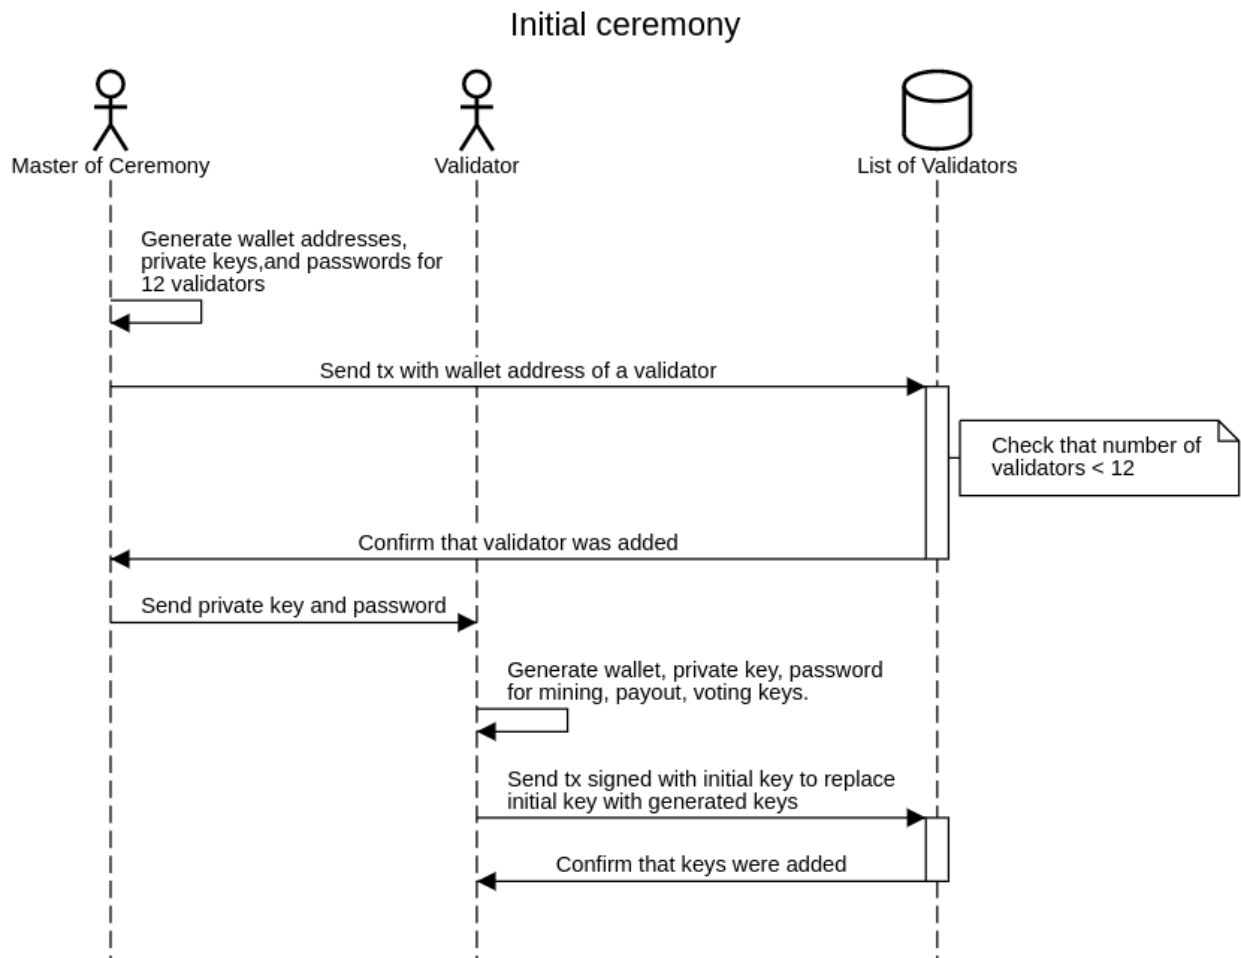 Initial ceremony
Master of Ceremony
Validator
List of Validators
Generate wallet addresses,
private keys,and passwords for
12 validators
Send tx with wallet address of a validator
Check that number of
validators < 12
Confirm that validator was added
Send private key and password
Generate wallet, private key, password
for mining, payout, voting keys.
Send tx signed with initial key to replace
initial key with generated keys
Confirm that keys were added